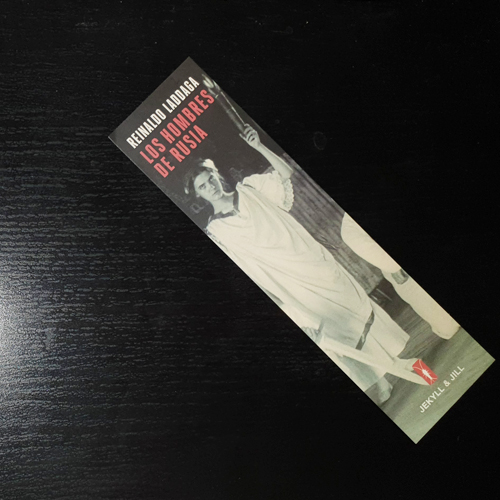 REINALDO LADDAGA
LOS HOMBRES
DE RUSIA
JEKYLL & JILL